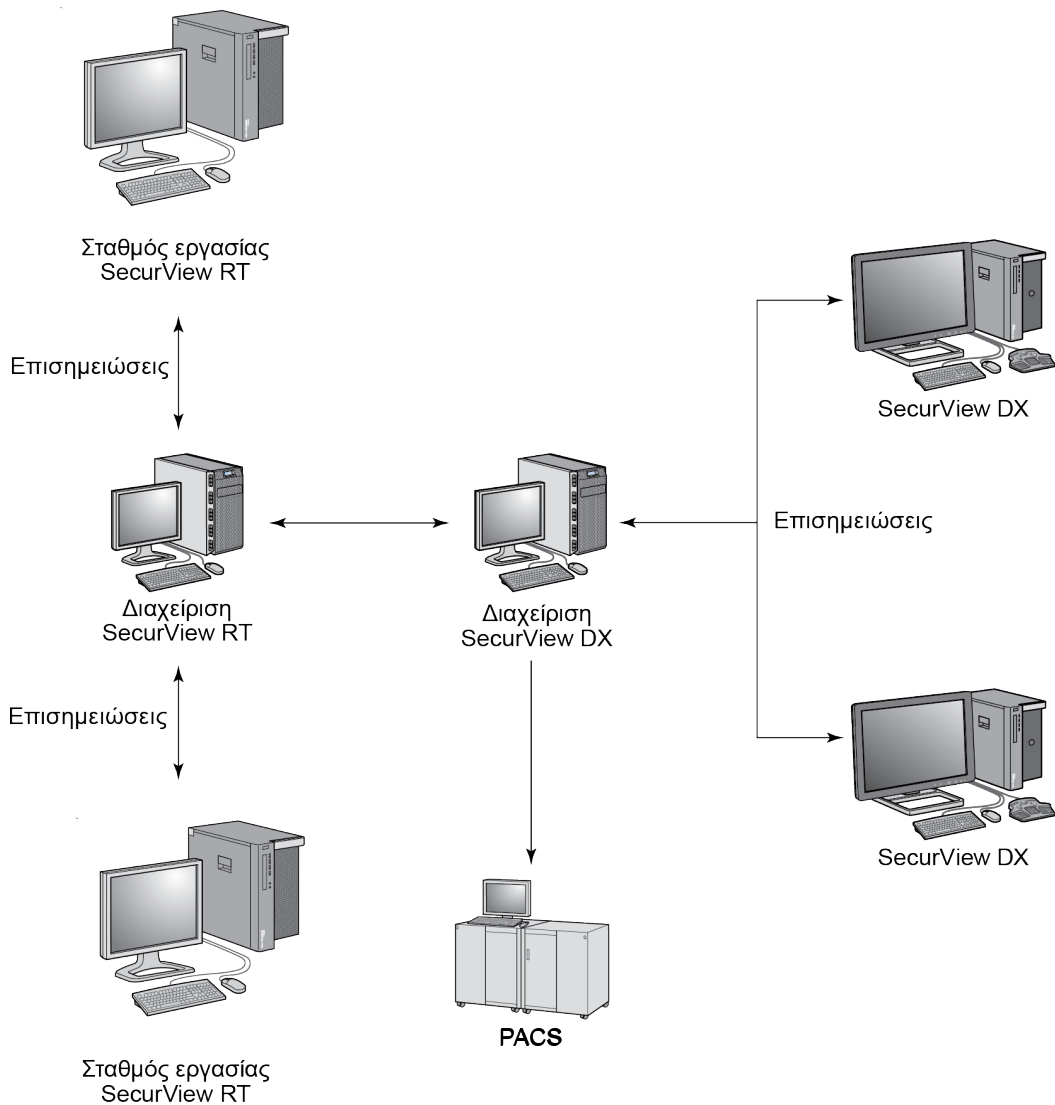 Σταθμός εργασίας
SecurView RT
Επισημειώσεις
SecurView DX
Επισημειώσεις
Διαχείριση
SecurView RT
Διαχείριση
SecurView DX
Επισημειώσεις
SecurView DX
PACS
Σταθμός εργασίας
SecurView RT